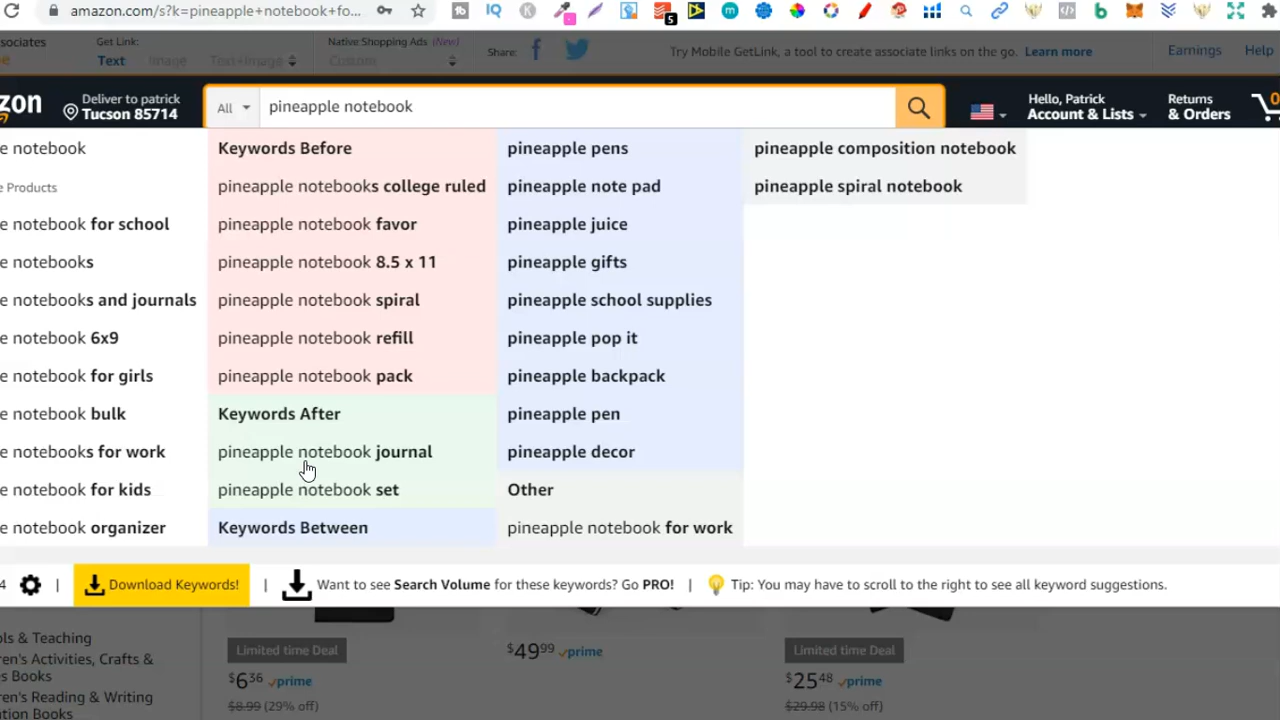 amazon.com/s?k=pineapple+notebook+fo...
5
sociates
Get Link:
Text
Image
Text+Image
Native Shopping Ads (New)
Custom
Share:
Try Mobile GetLink, a tool to create associate links on the go. Learn more
Earnings
Help
zon
Deliver to patrick
Tucson 85714
All
pineapple notebook
Hello, Patrick
Account & Lists
Returns
& Orders
0
e notebook
e Products
e notebook for school
e notebooks
e notebooks and journals
e notebook 6x9
e notebook for girls
e notebook bulk
e notebooks for work
e notebook for kids
e notebook organizer
Keywords Before
pineapple notebooks college ruled
pineapple notebook favor
pineapple notebook 8.5 x 11
pineapple notebook spiral
pineapple notebook refill
pineapple notebook pack
Keywords After
pineapple notebook journal
pineapple notebook set
Keywords Between
pineapple pens
pineapple note pad
pineapple juice
pineapple gifts
pineapple school supplies
pineapple pop it
pineapple backpack
pineapple pen
pineapple decor
Other
pineapple notebook for work
pineapple composition notebook
pineapple spiral notebook
4 | Download Keywords! | Want to see Search Volume for these keywords? Go PRO! | Tip: You may have to scroll to the right to see all keyword suggestions.
ols & Teaching
ren's Activities, Crafts &
es Books
ren's Reading & Writing
ation Books
Limited time Deal
$6.36 prime
$8.99 (29% off)
$49.99 prime
Limited time Deal
$25.48 prime
$29.98 (15% off)